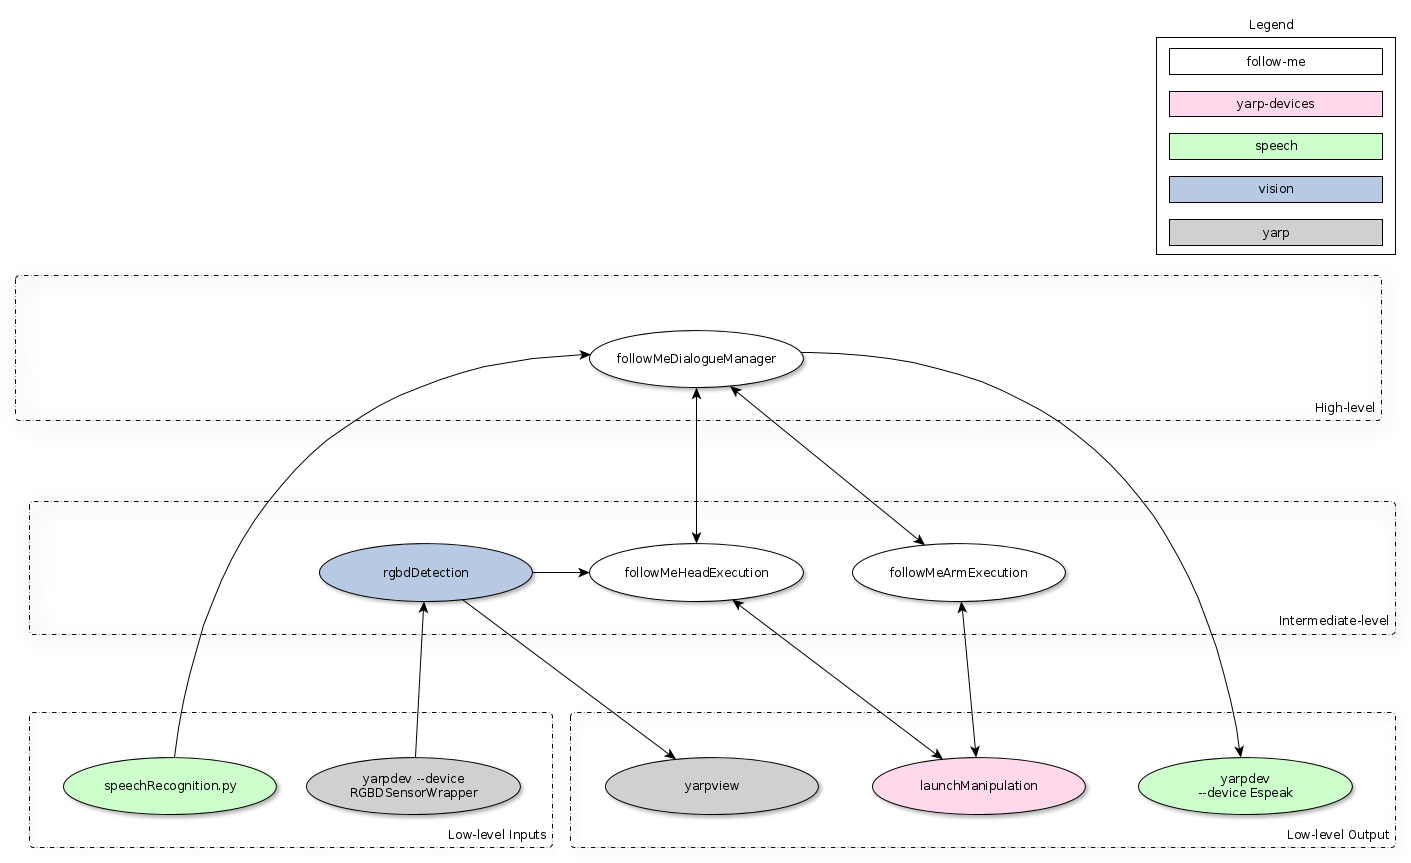 Legend
follow-me
yarp-devices
speech
vision
yarp
followMeDialogueManager
High-level
rgbdDetection
followMeHeadExecution
followMeArmExecution
Intermediate-level
speechRecognition.py
yarpdev --device
RGBDSensorWrapper
Low-level Inputs
yarpview
launchManipulation
yarpdev
--device Espeak
Low-level Output